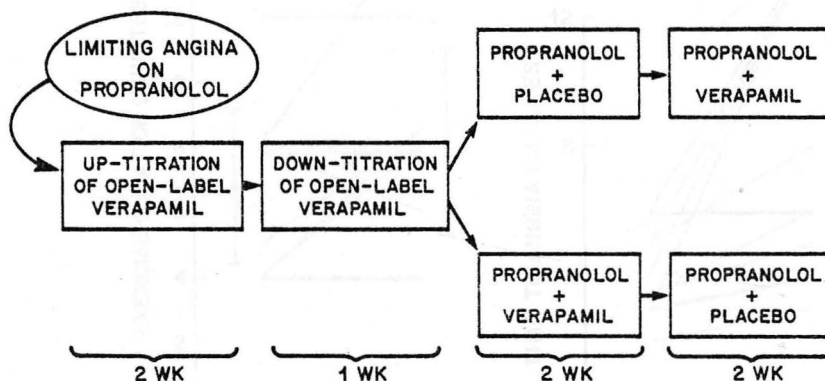 LIMITING ANGINA
ON
PROPRANOLOL
UP-TITRATION
OF OPEN-LABEL
VERAPAMIL
DOWN-TITRATION
OF OPEN-LABEL
VERAPAMIL
PROPRANOLOL
+
PLACEBO
PROPRANOLOL
+
VERAPAMIL
PROPRANOLOL
+
VERAPAMIL
PROPRANOLOL
+
PLACEBO
2 WK
1 WK
2 WK
2 WK